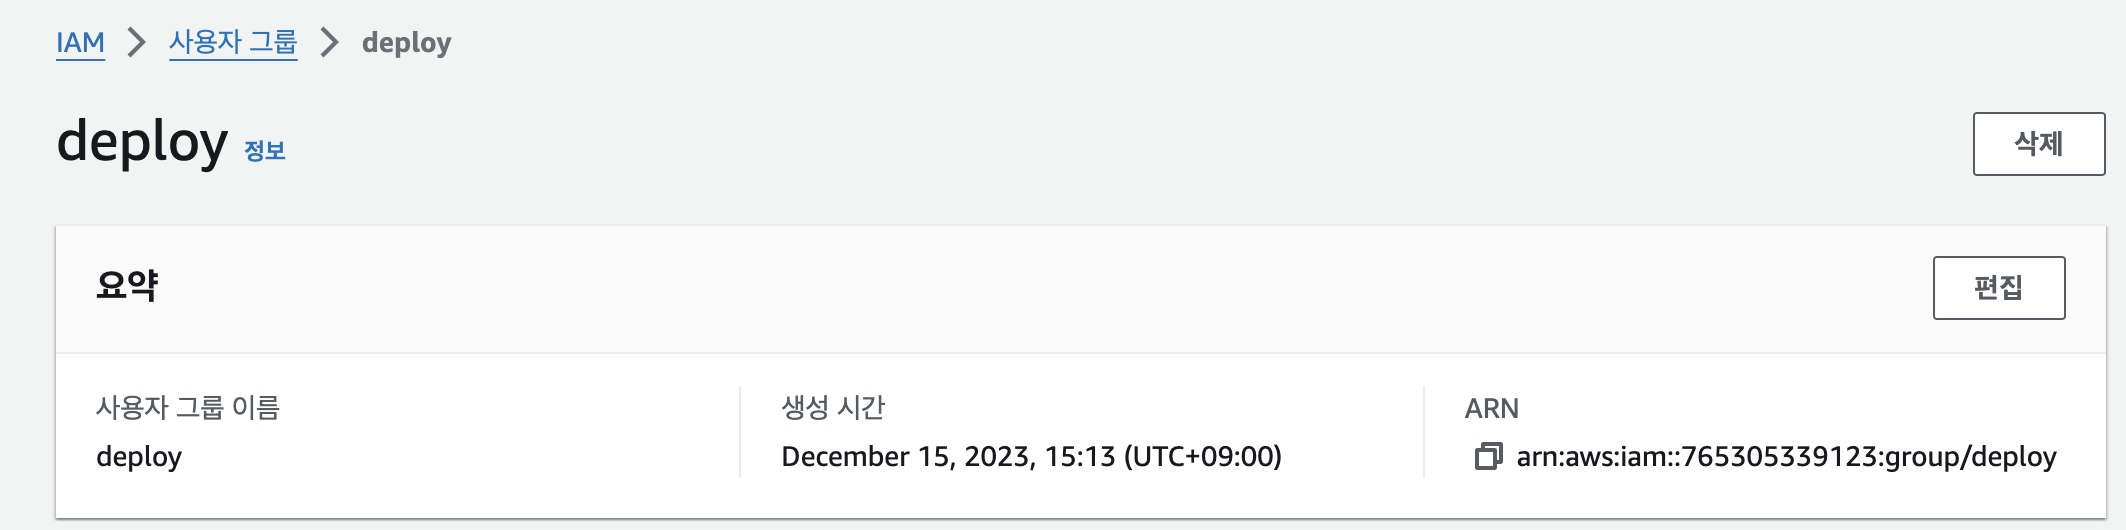 IAM > 사용자 그룹 > deploy
deploy 정보
삭제
요약
편집
사용자 그룹 이름
deploy
생성 시간
December 15, 2023, 15:13 (UTC+09:00)
ARN
arn:aws:iam::765305339123:group/deploy